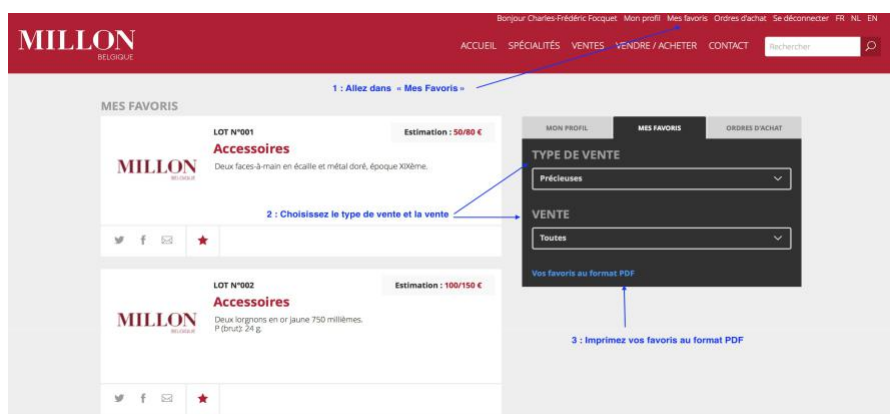 Bonjour Charles-Frédéric Focquet Mon profil Mes favoris Ordres d'achat Se déconnecter FR NL EN
MILLON
BELGIQUE
ACCUEIL SPÉCIALITÉS VENTES VENDRE / ACHETER CONTACT Rechercher
1 : Allez dans « Mes Favoris »
MES FAVORIS
LOT N°001 Estimation : 50/80 €
Accessoires
Deux faces-à-main en écaille et métal doré, époque XIXème.
MILLON
BELGIQUE
2 : Choisissez le type de vente et la vente
MON PROFIL MES FAVORIS ORDRES D'ACHAT
TYPE DE VENTE
Précieuses
VENTE
Toutes
Vos favoris au format PDF
LOT N°002 Estimation : 100/150 €
Accessoires
Deux lorgnons en or jaune 750 millièmes.
P (brut): 24 g.
MILLON
BELGIQUE
3 : Imprimez vos favoris au format PDF